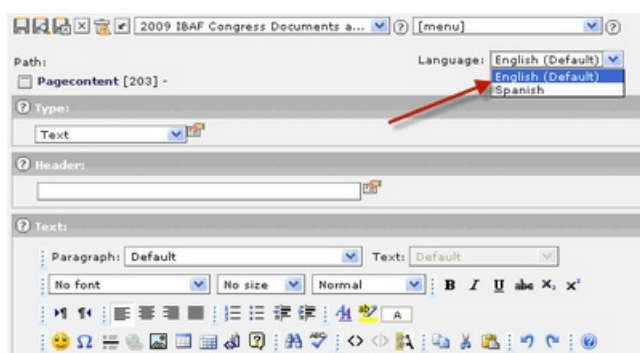 2009 IBAF Congress Documents a... [menu]
Path: Language: English (Default)
Pagecontent [203] - English (Default)
Spanish
Type:
Text
Header:
Text:
Paragraph: Default Text: Default
No font No size Normal B I U abc X, x²
A